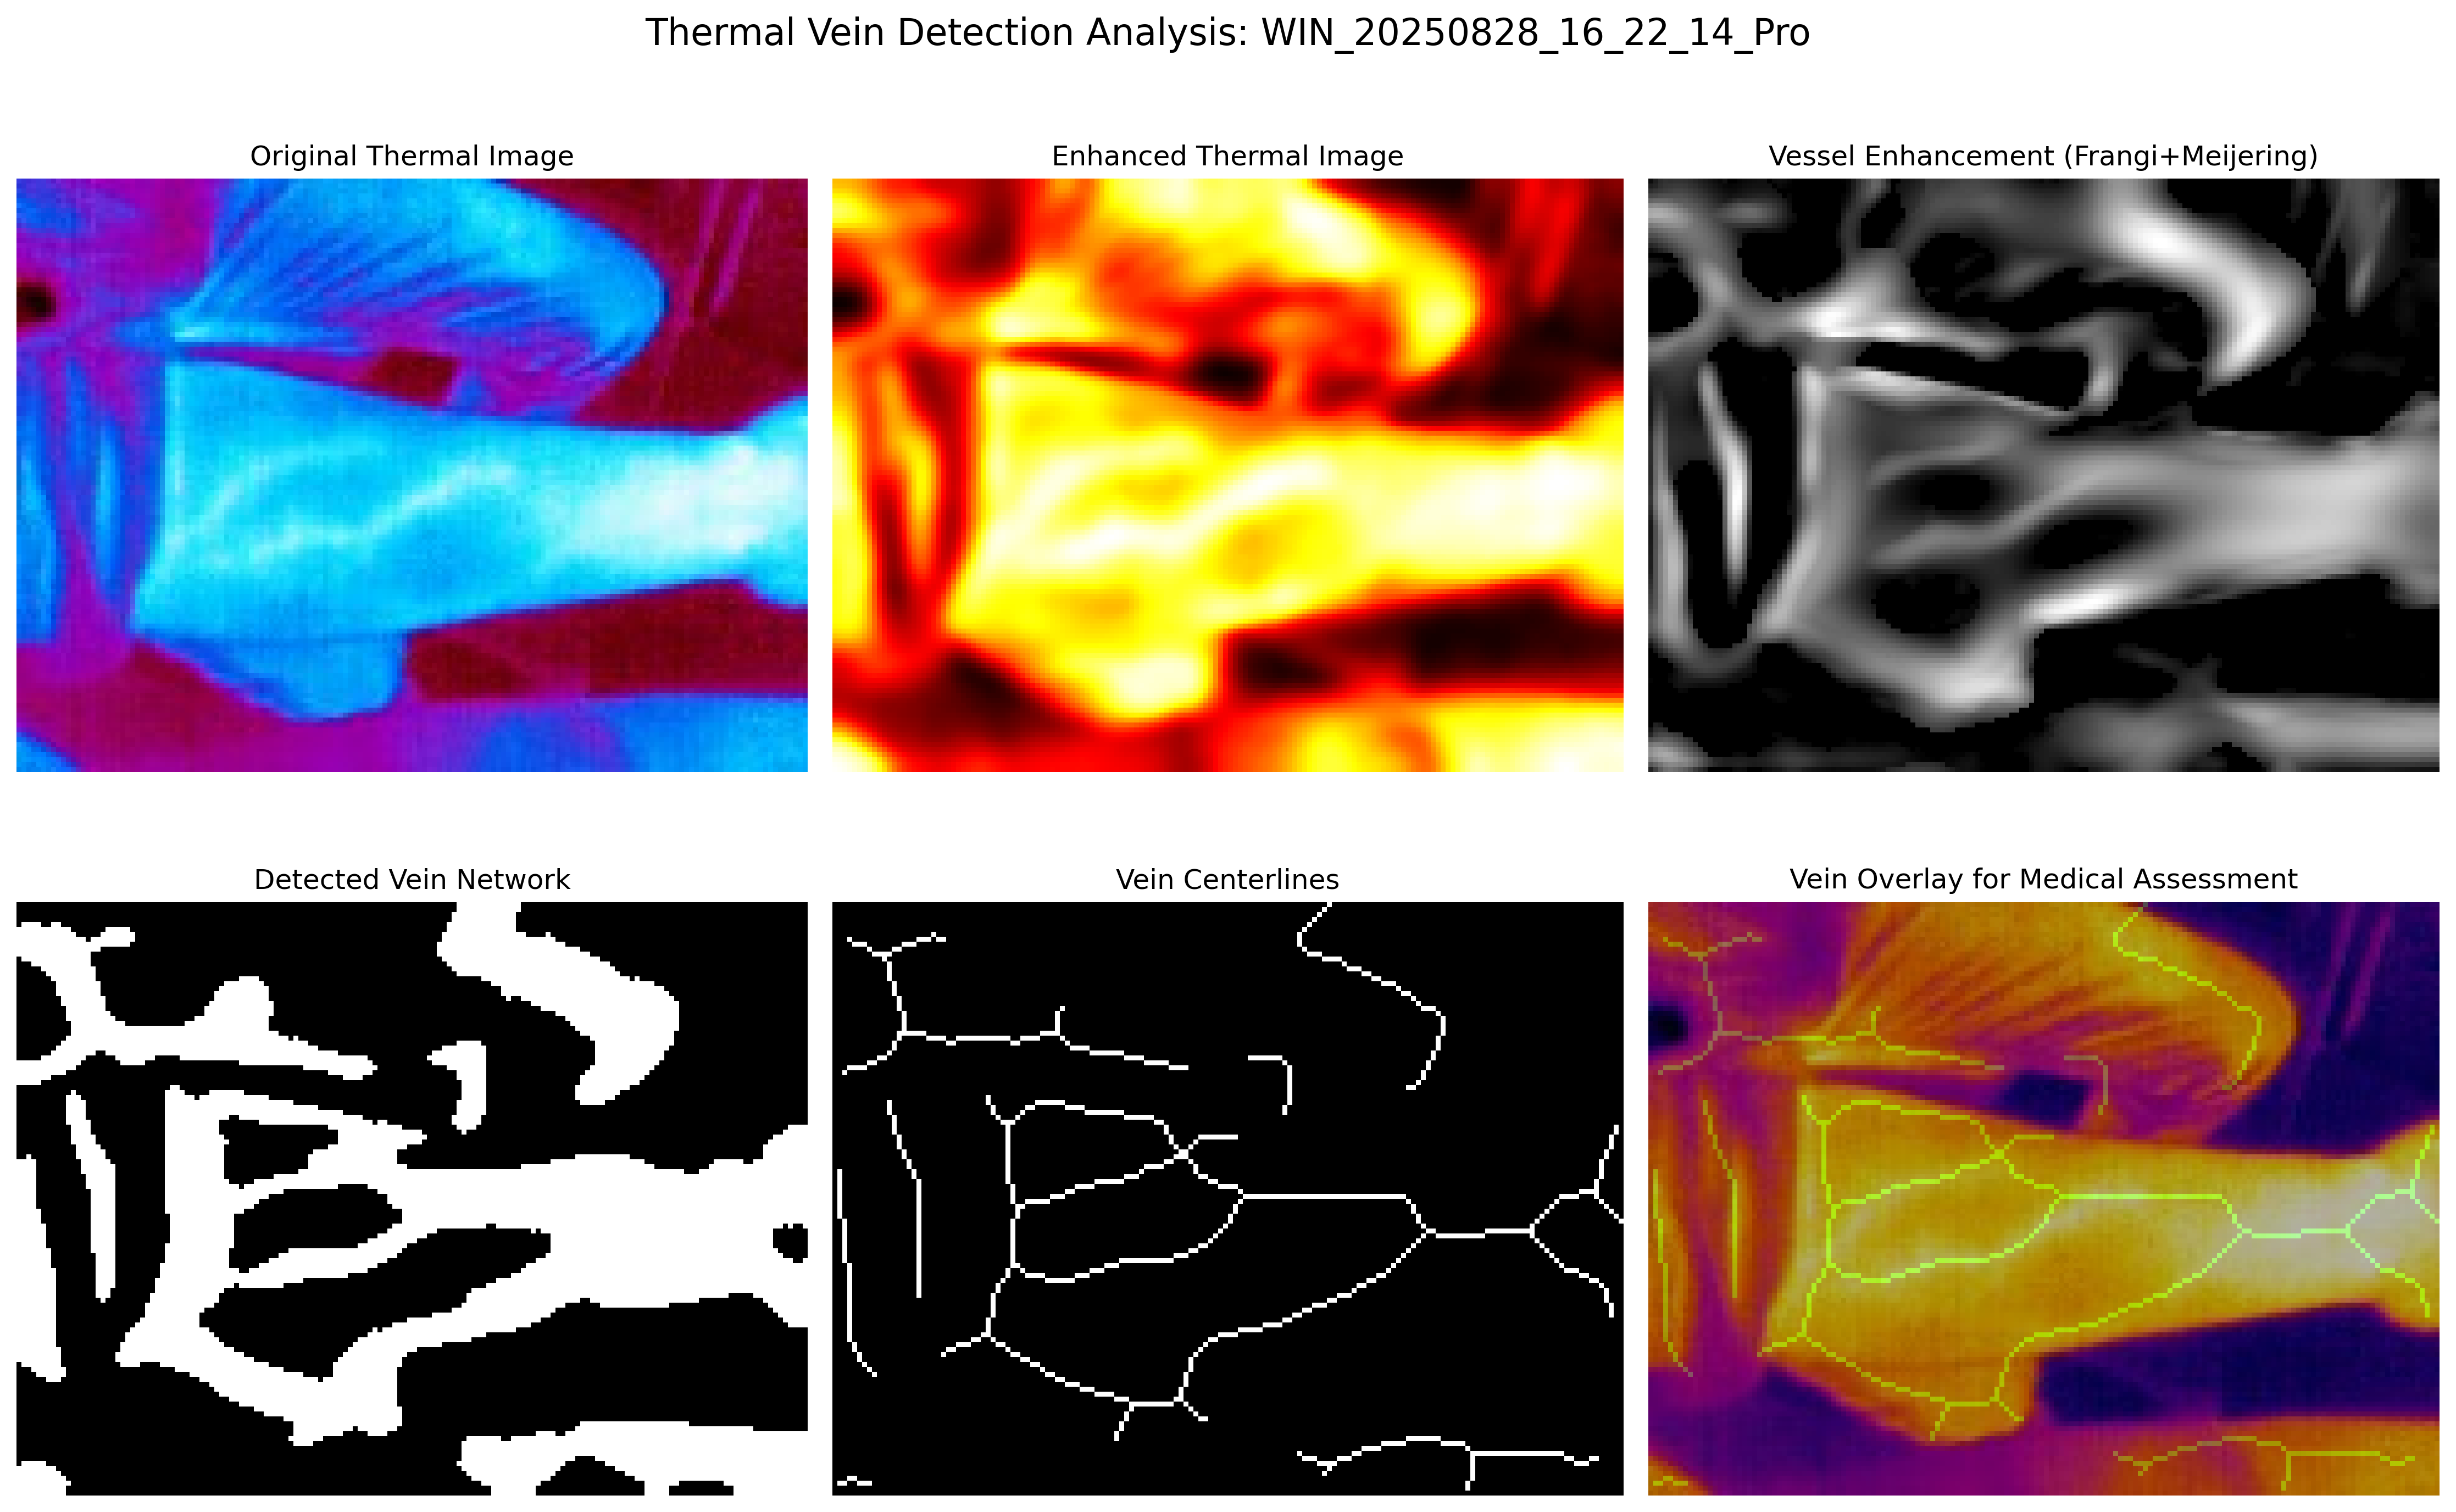 Thermal Vein Detection Analysis: WIN_20250828_16_22_14_Pro
Original Thermal Image
Enhanced Thermal Image
Vessel Enhancement (Frangi+Meijering)
Detected Vein Network
Vein Centerlines
Vein Overlay for Medical Assessment